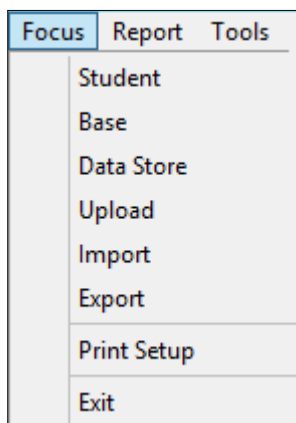 Focus Report Tools
Student
Base
Data Store
Upload
Import
Export
Print Setup
Exit